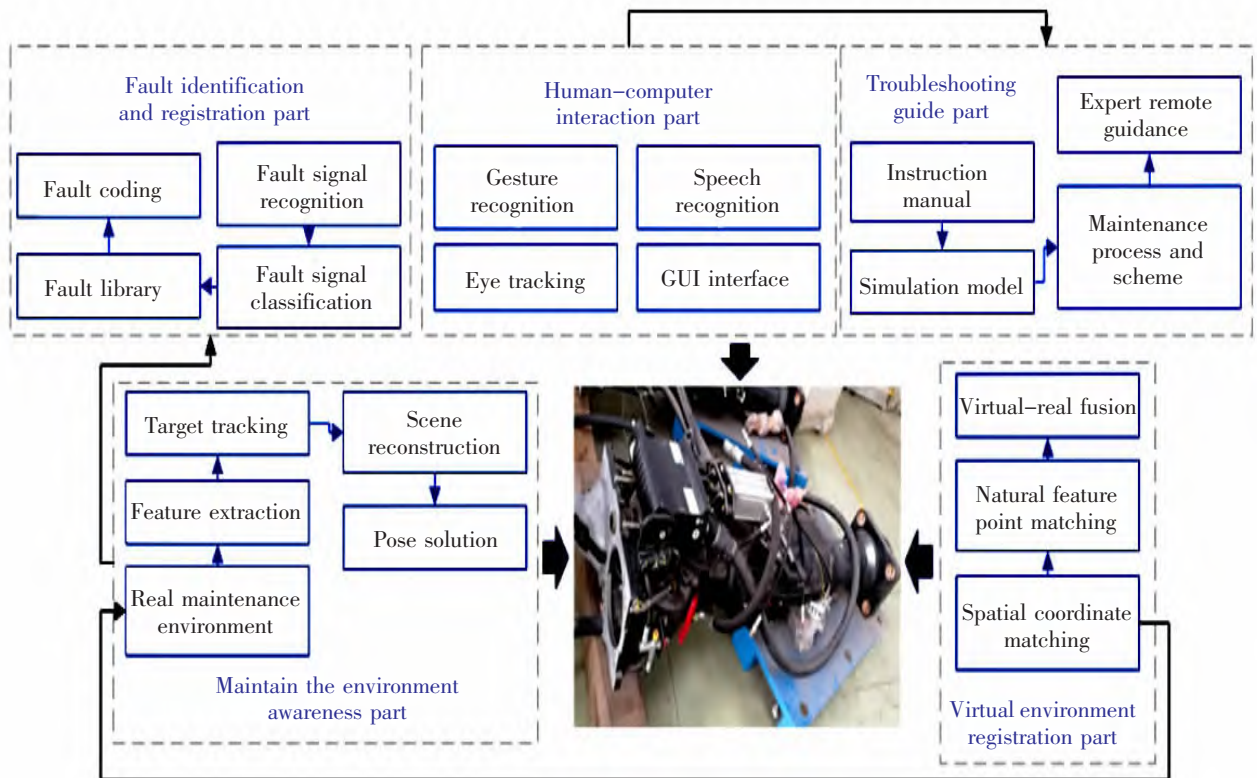 Fault identification
and registration part
Fault coding
Fault signal
recognition
Fault library
Fault signal
classification
Human–computer
interaction part
Gesture
recognition
Speech
recognition
Eye tracking
GUI interface
Troubleshooting
guide part
Expert remote
guidance
Instruction
manual
Maintenance
process and
scheme
Simulation model
Target tracking
Scene
reconstruction
Feature extraction
Pose solution
Real maintenance
environment
Maintain the environment
awareness part
Virtual–real fusion
Natural feature
point matching
Spatial coordinate
matching
Virtual environment
registration part